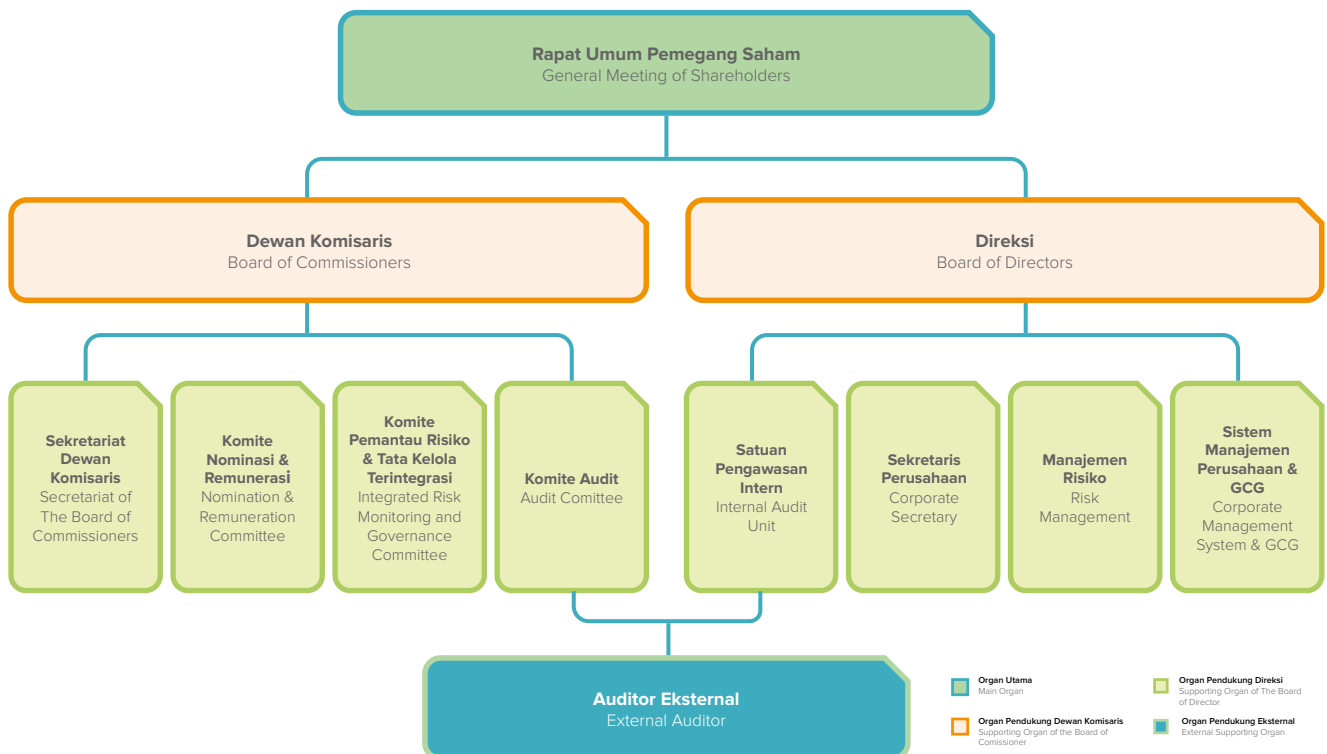 Rapat Umum Pemegang Saham
General Meeting of Shareholders
Dewan Komisaris
Board of Commissioners
Direksi
Board of Directors
Sekretariat
Dewan
Komisaris
Secretariat of
The Board of
Commissioners
Komite
Nominasi &
Remunerasi
Nomination &
Remuneration
Committee
Komite
Pemantau Risiko
& Tata Kelola
Terintegrasi
Integrated Risk
Monitoring and
Governance
Committee
Komite Audit
Audit Comittee
Satuan
Pengawasan
Intern
Internal Audit
Unit
Sekretaris
Perusahaan
Corporate
Secretary
Manajemen
Risiko
Risk
Management
Sistem
Manajemen
Perusahaan &
GCG
Corporate
Management
System & GCG
Auditor Eksternal
External Auditor
Organ Utama
Main Organ
Organ Pendukung Dewan Komisaris
Supporting Organ of the Board of
Comissioner
Organ Pendukung Direksi
Supporting Organ of The Board
of Director
Organ Pendukung Eksternal
External Supporting Organ